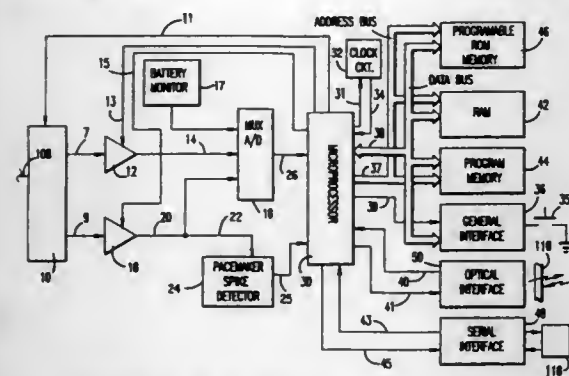 11
ADDRESS BUS
PROGRAMABLE
ROM
MEMORY
46
15
32
CLOCK
CKT.
BATTERY
MONITOR
17
DATA BUS
13
31
34
RAM
42
MUX
A/D
7
14
12
26
38
37
PROGRAM
MEMORY
44
MICROPROCESSOR
18
39
GENERAL
INTERFACE
36
35
9
20
22
16
10
PACEMAKER
SPIKE
DETECTOR
24
25
30
50
40
41
OPTICAL
INTERFACE
110
43
45
SERIAL
INTERFACE
48